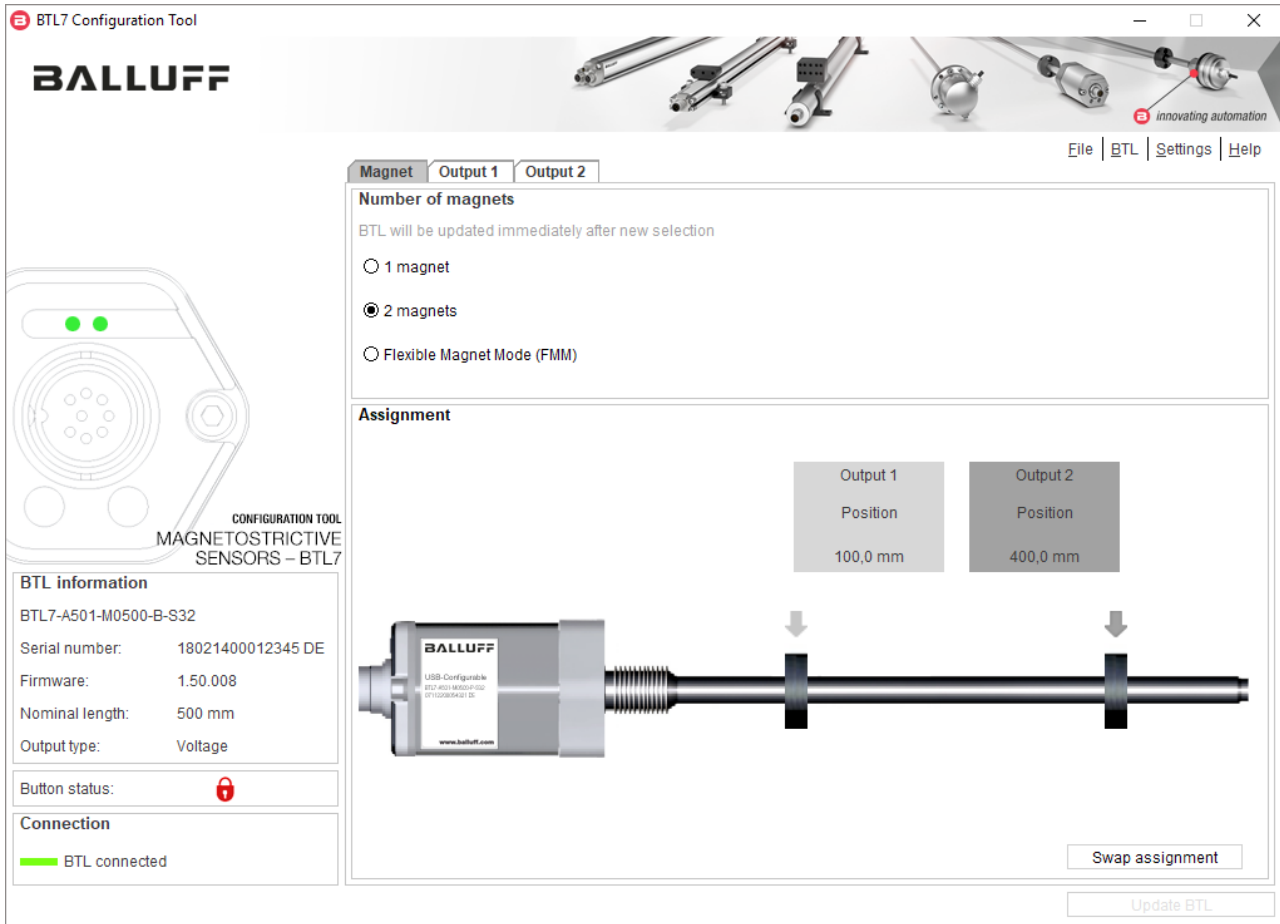 BTL7 Configuration Tool
BALLUFF
innovating automation
File BTL Settings Help
Magnet Output 1 Output 2
Number of magnets
BTL will be updated immediately after new selection
1 magnet
2 magnets
Flexible Magnet Mode (FMM)
CONFIGURATION TOOL
MAGNETOSTRICTIVE
SENSORS – BTL7
BTL information
BTL7-A501-M0500-B-S32
Serial number: 18021400012345 DE
Firmware: 1.50.008
Nominal length: 500 mm
Output type: Voltage
Button status:
Connection
BTL connected
Assignment
Output 1
Position
100,0 mm
Output 2
Position
400,0 mm
BALLUFF
USB-Configurable
www.balluff.com
Swap assignment
Update BTL